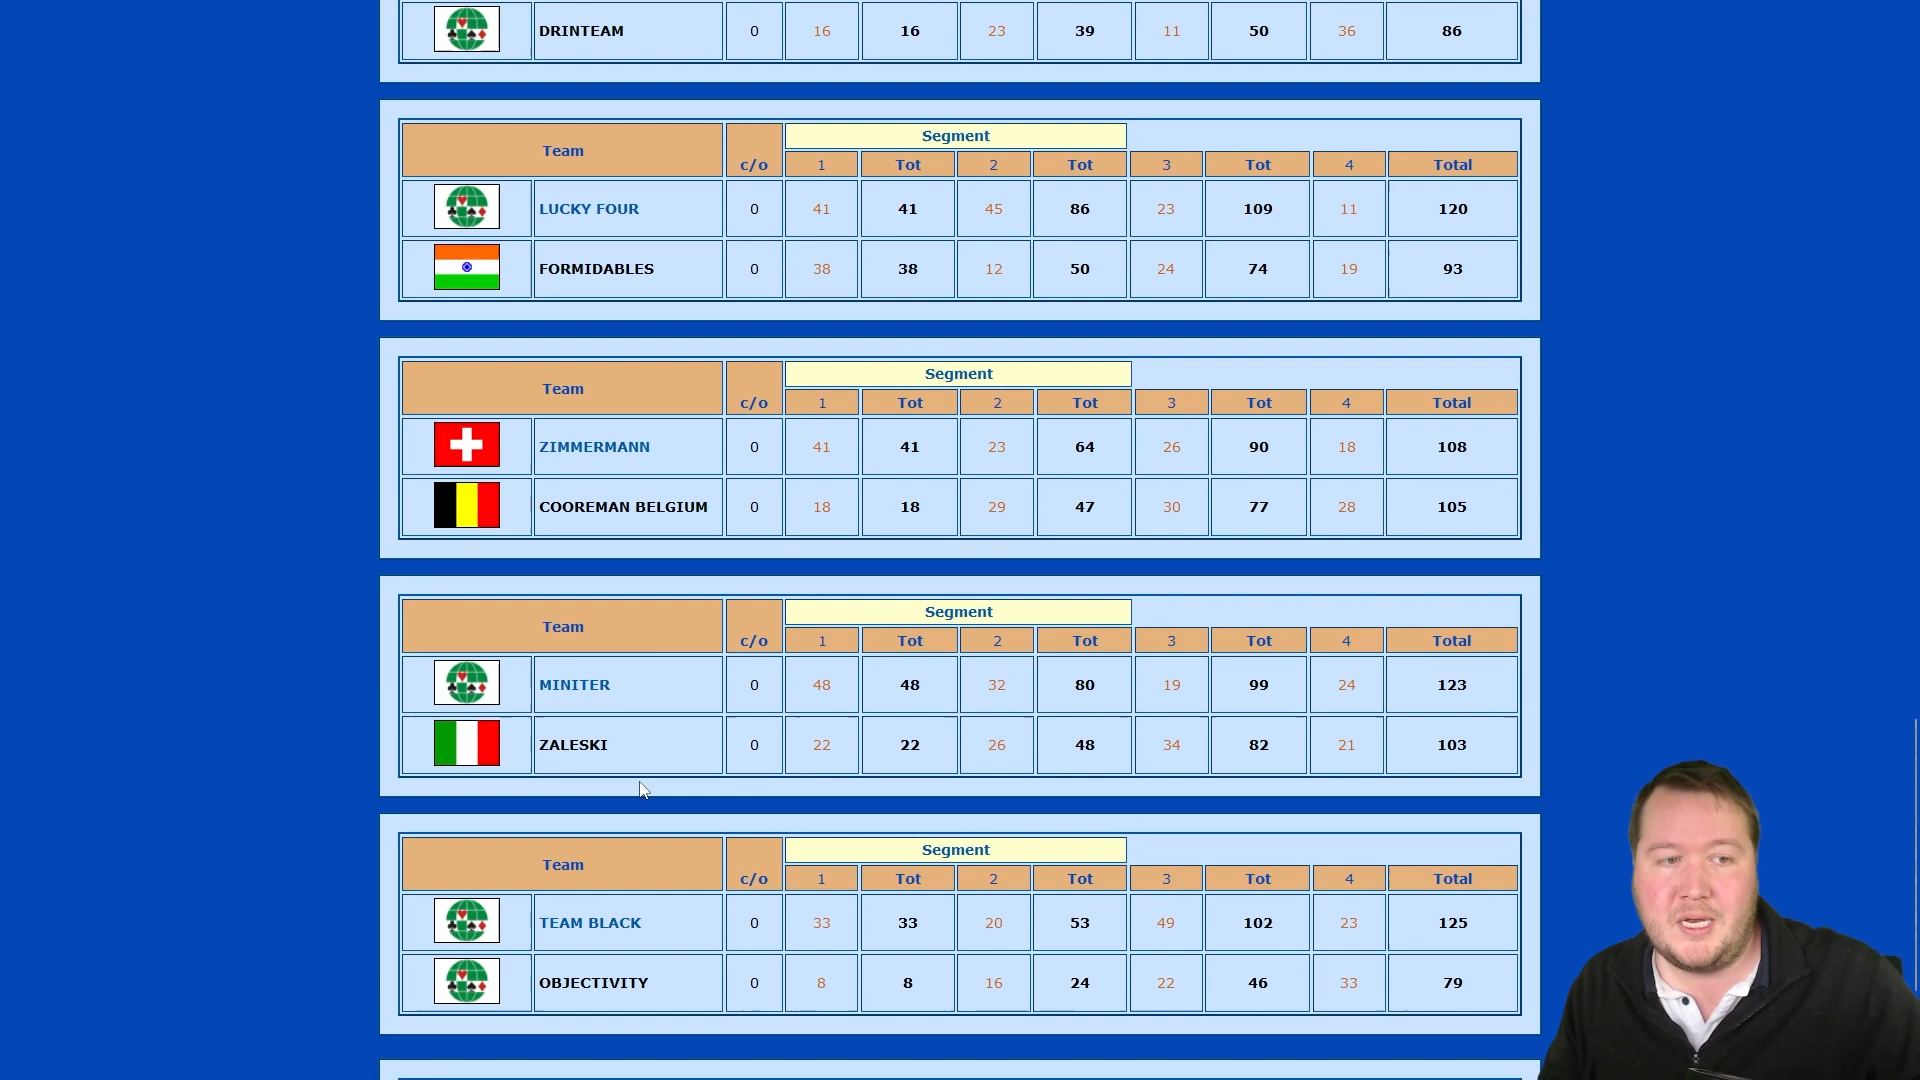 DRINTEAM 0 16 16 23 39 11 50 36 86
Segment
Team c/o 1 Tot 2 Tot 3 Tot 4 Total
LUCKY FOUR 0 41 41 45 86 23 109 11 120
FORMIDABLES 0 38 38 12 50 24 74 19 93
Segment
Team c/o 1 Tot 2 Tot 3 Tot 4 Total
ZIMMERMANN 0 41 41 23 64 26 90 18 108
COOREMAN BELGIUM 0 18 18 29 47 30 77 28 105
Segment
Team c/o 1 Tot 2 Tot 3 Tot 4 Total
MINITER 0 48 48 32 80 19 99 24 123
ZALESKI 0 22 22 26 48 34 82 21 103
Segment
Team c/o 1 Tot 2 Tot 3 Tot 4 Total
TEAM BLACK 0 33 33 20 53 49 102 23 125
OBJECTIVITY 0 8 8 16 24 22 46 33 79